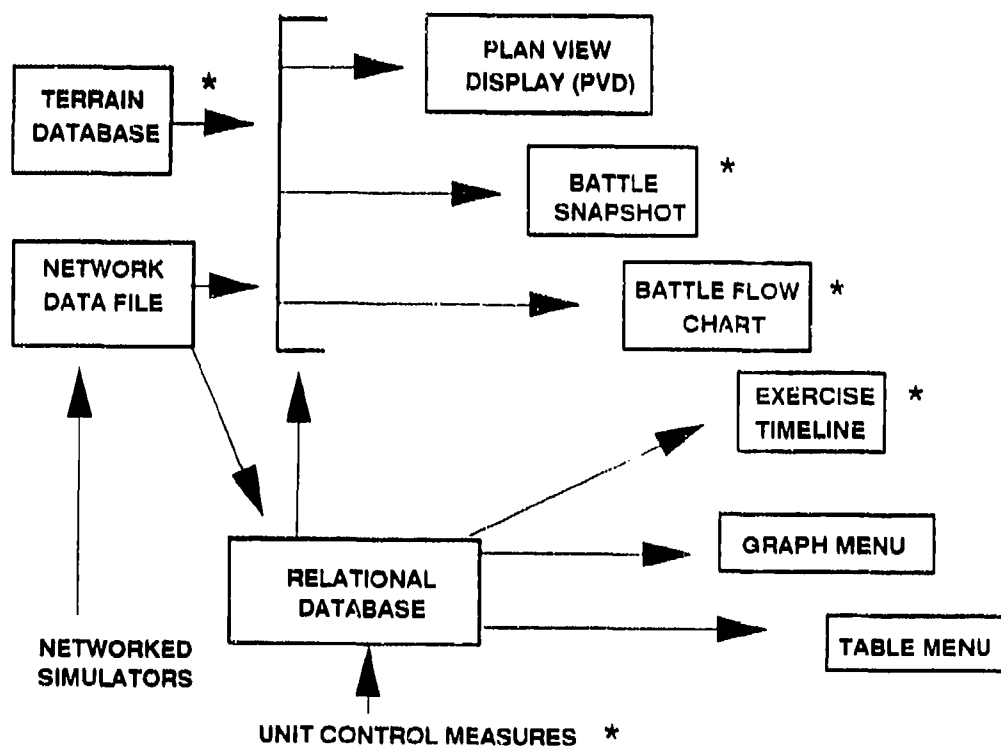 PLAN VIEW
DISPLAY (PVD)
TERRAIN
DATABASE
*
BATTLE
SNAPSHOT
*
NETWORK
DATA FILE
BATTLE FLOW
CHART
*
EXERCISE
TIMELINE
*
GRAPH MENU
RELATIONAL
DATABASE
TABLE MENU
NETWORKED
SIMULATORS
UNIT CONTROL MEASURES *